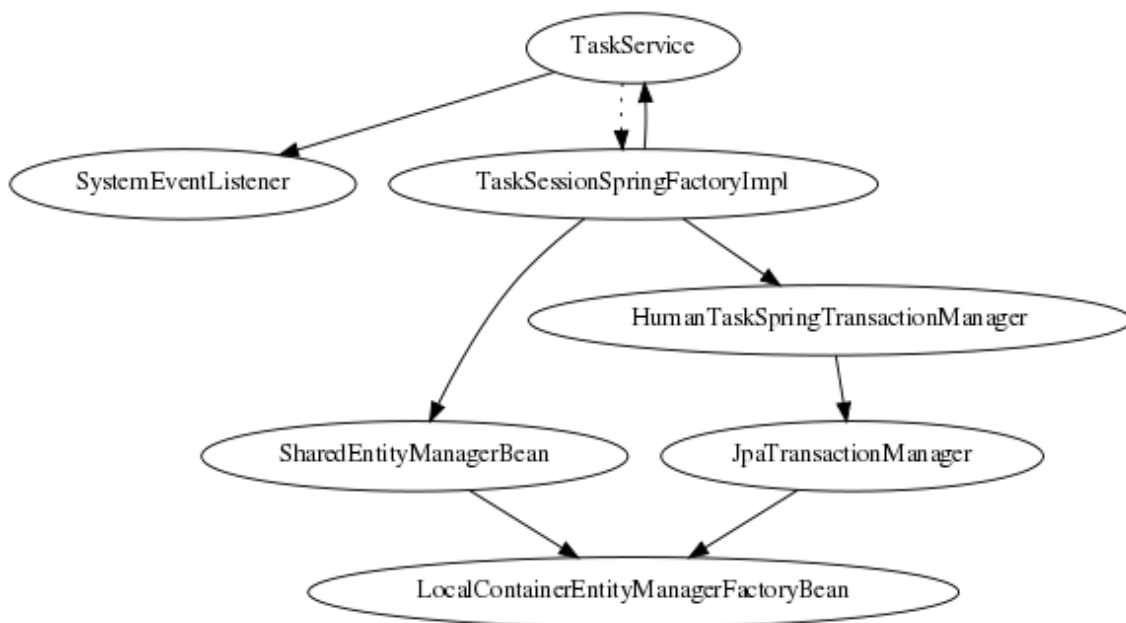 TaskService
SystemEventListener
TaskSessionSpringFactoryImpl
HumanTaskSpringTransactionManager
SharedEntityManagerBean
JpaTransactionManager
LocalContainerEntityManagerFactoryBean